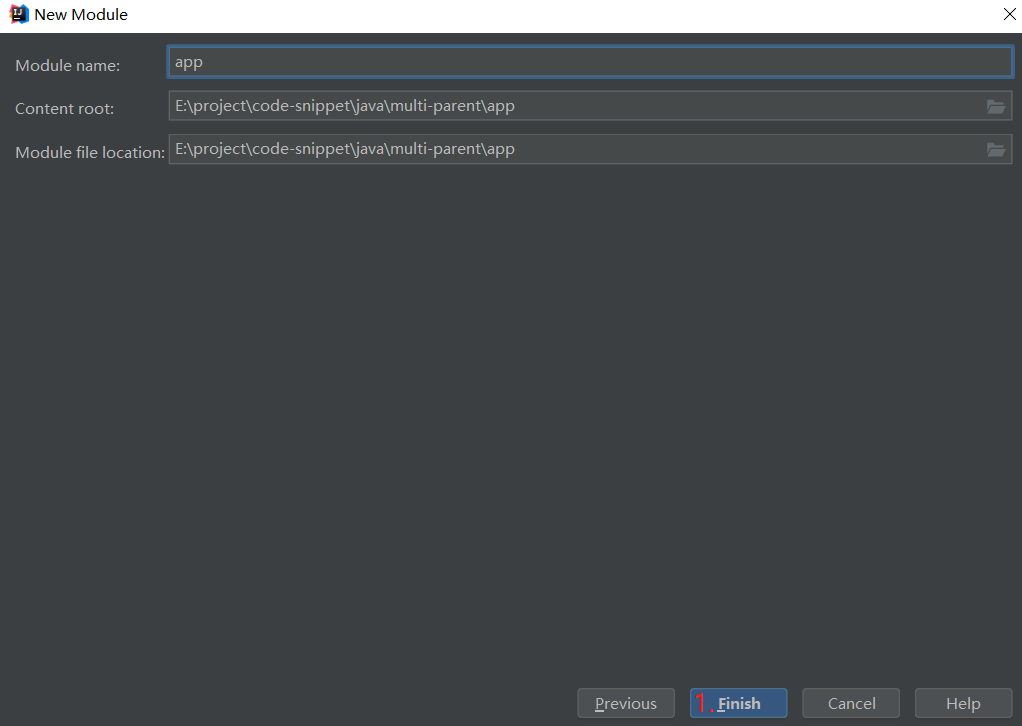 New Module
Module name: app
Content root: E:\project\code-snippet\java\multi-parent\app
Module file location: E:\project\code-snippet\java\multi-parent\app
Previous 1. Finish Cancel Help